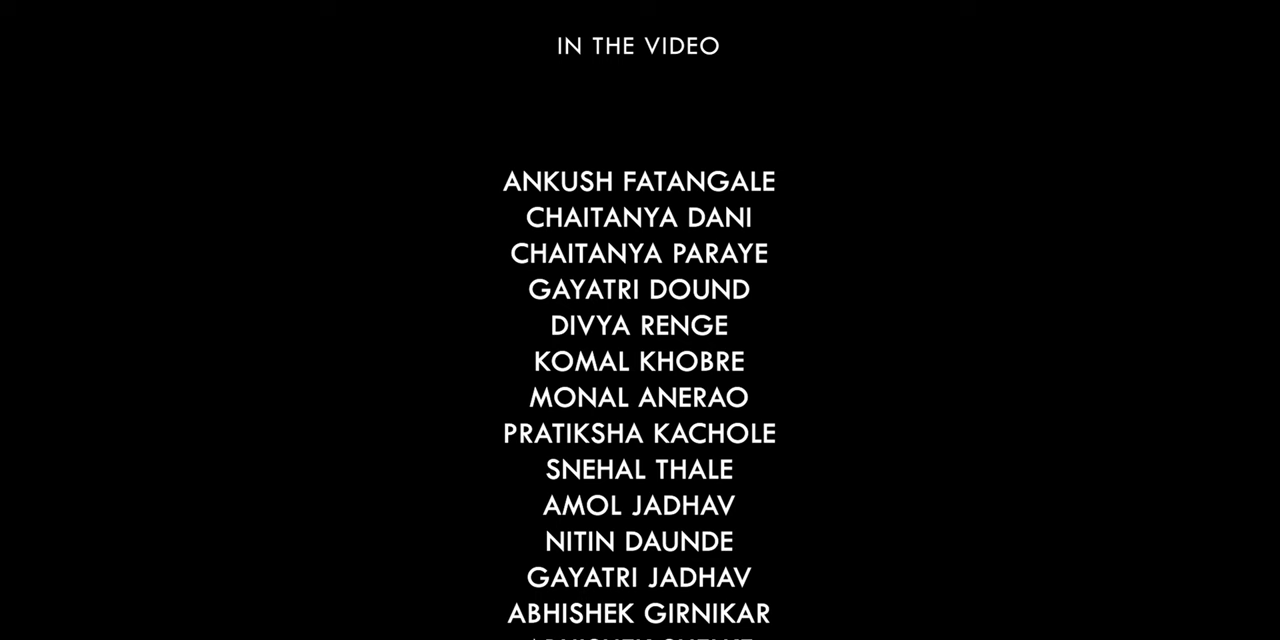 IN THE VIDEO
ANKUSH FATANGALE
CHAITANYA DANI
CHAITANYA PARAYE
GAYATRI DOUND
DIVYA RENGE
KOMAL KHOBRE
MONAL ANERAO
PRATIKSHA KACHOLE
SNEHAL THALE
AMOL JADHAV
NITIN DAUNDE
GAYATRI JADHAV
ABHISHEK GIRNIKAR